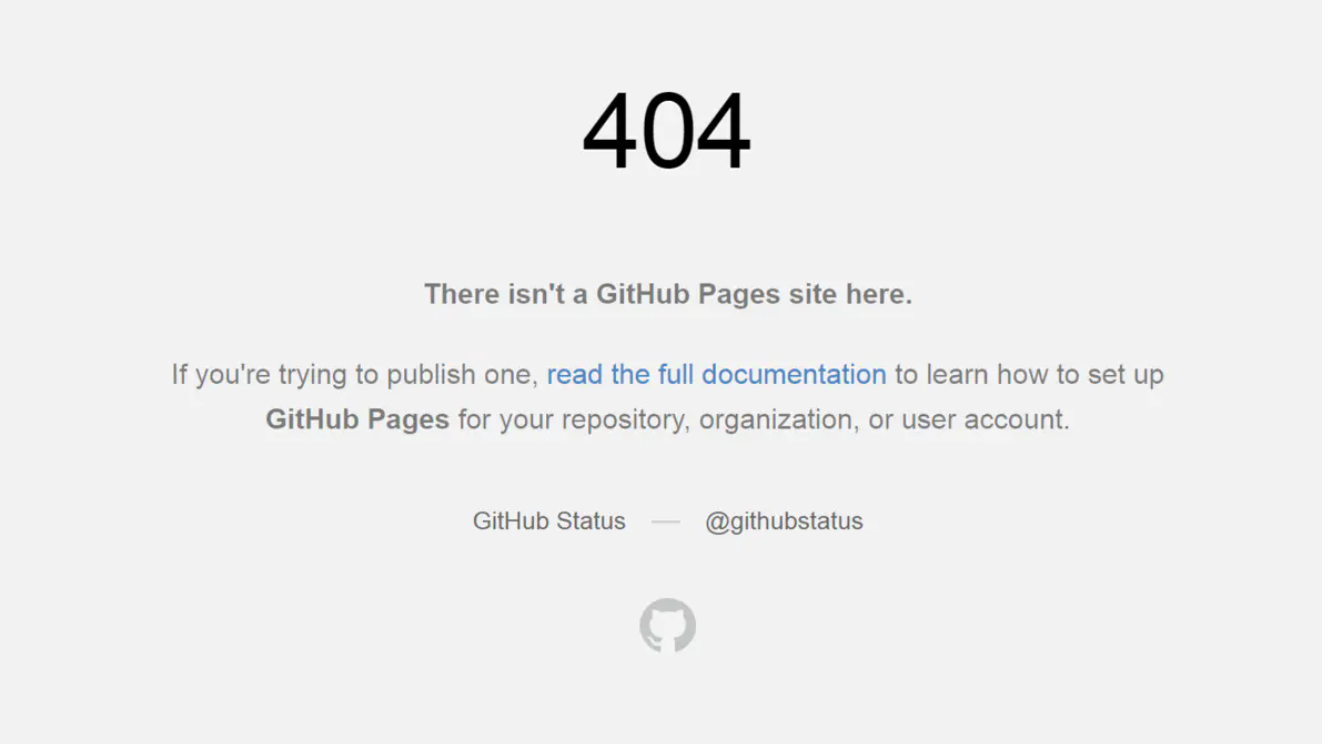 404
There isn't a GitHub Pages site here.
If you're trying to publish one, read the full documentation to learn how to set up
GitHub Pages for your repository, organization, or user account.
GitHub Status — @githubstatus